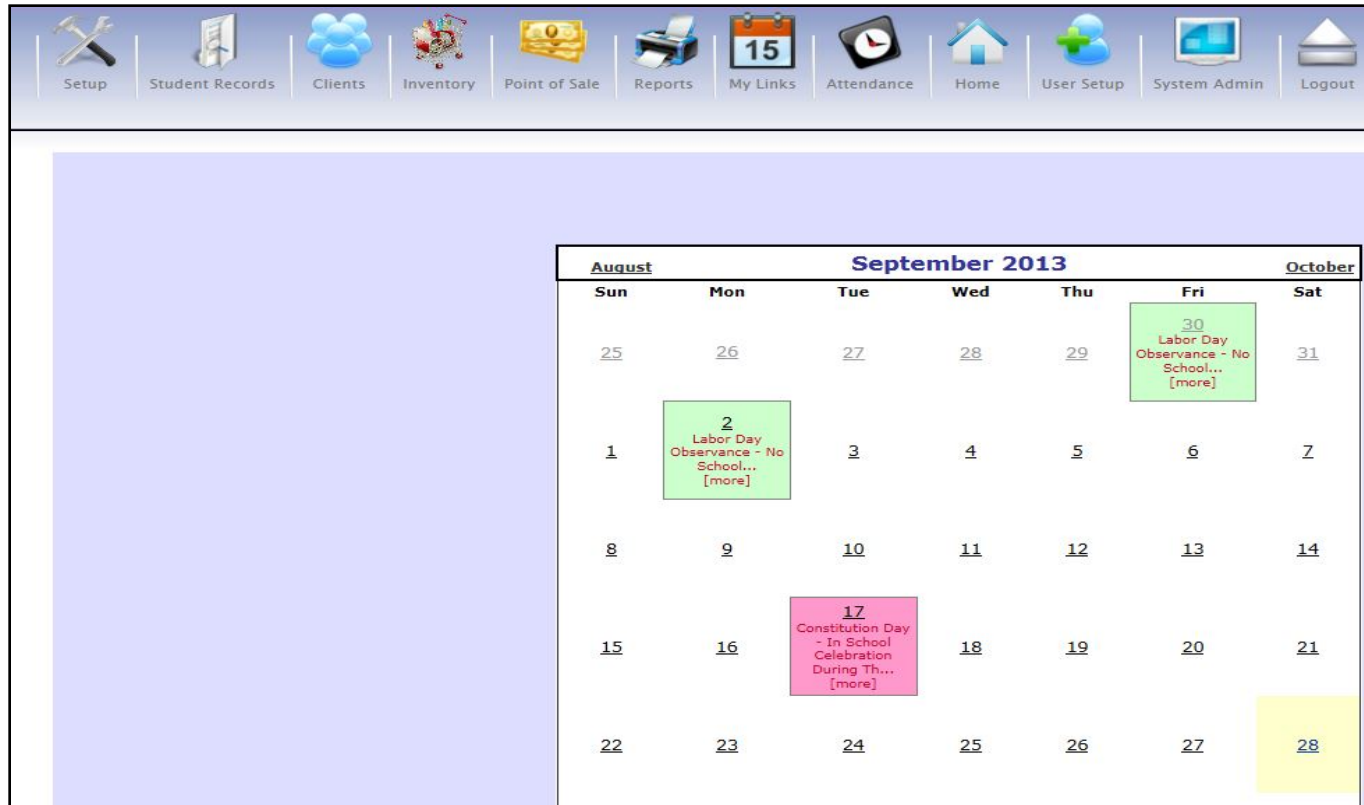 15
Setup Student Records Clients Inventory Point of Sale Reports My Links Attendance Home User Setup System Admin Logout
August September 2013 October
Sun Mon Tue Wed Thu Fri Sat
25 26 27 28 29 30 31
Labor Day
Observance - No
School...
[more]
1 2 3 4 5 6 7
Labor Day
Observance - No
School...
[more]
8 9 10 11 12 13 14
15 16 17 18 19 20 21
Constitution Day
- In School
Celebration
During Th...
[more]
22 23 24 25 26 27 28